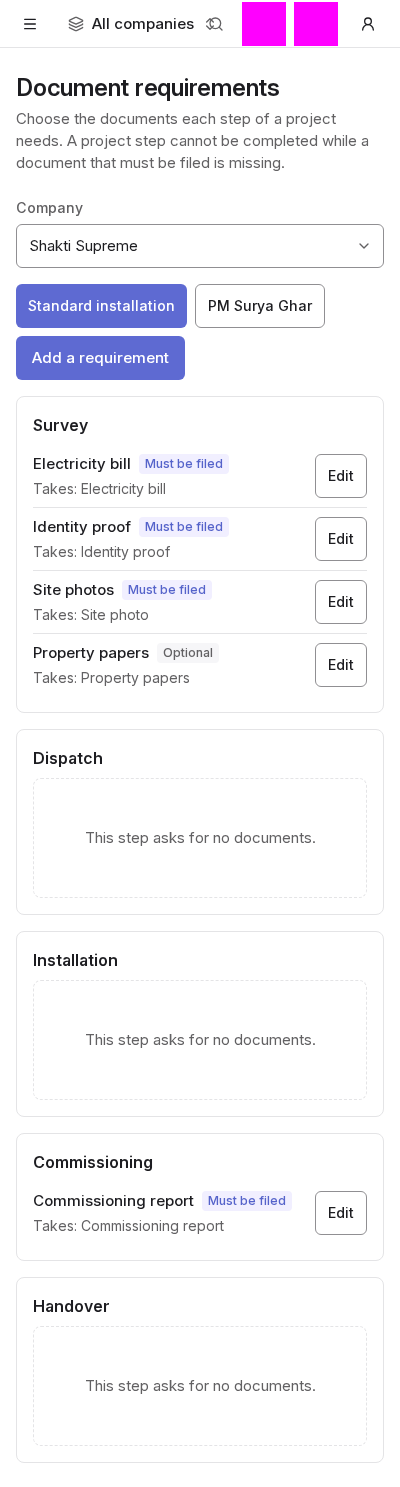 All companies
Document requirements
Choose the documents each step of a project
needs. A project step cannot be completed while a
document that must be filed is missing.
Company
Shakti Supreme
Standard installation
PM Surya Ghar
Add a requirement
Survey
Electricity bill Must be filed
Takes: Electricity bill
Edit
Identity proof Must be filed
Takes: Identity proof
Edit
Site photos Must be filed
Takes: Site photo
Edit
Property papers Optional
Takes: Property papers
Edit
Dispatch
This step asks for no documents.
Installation
This step asks for no documents.
Commissioning
Commissioning report Must be filed
Takes: Commissioning report
Edit
Handover
This step asks for no documents.